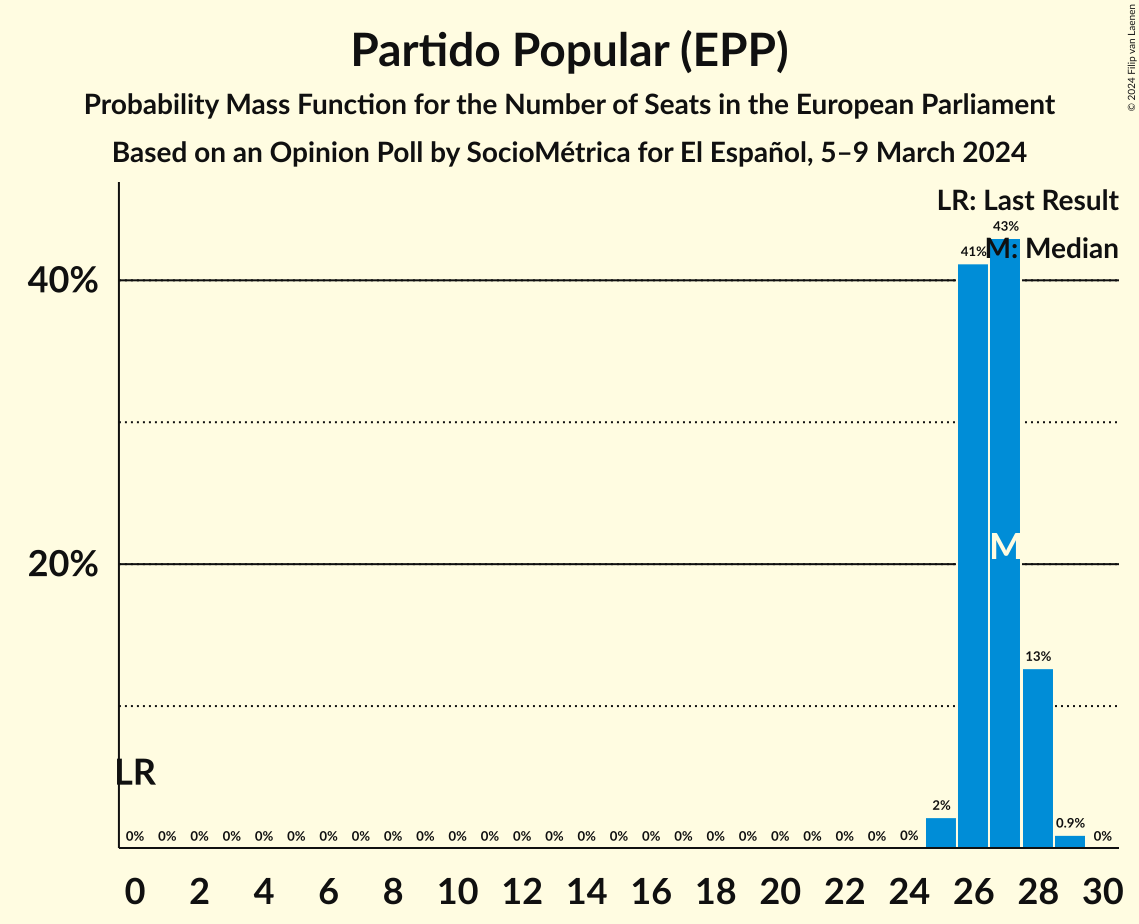 Partido Popular (EPP)
Probability Mass Function for the Number of Seats in the European Parliament
Based on an Opinion Poll by SocioMétrica for El Español, 5–9 March 2024
© 2024 Filip van Laenen
LR: Last Result
M: Median
40%
20%
LR
M
0% 0% 0% 0% 0% 0% 0% 0% 0% 0% 0% 0% 0% 0% 0% 0% 0% 0% 0% 0% 0% 0% 0% 0% 0% 2% 41% 43% 13% 0.9% 0%
0 2 4 6 8 10 12 14 16 18 20 22 24 26 28 30